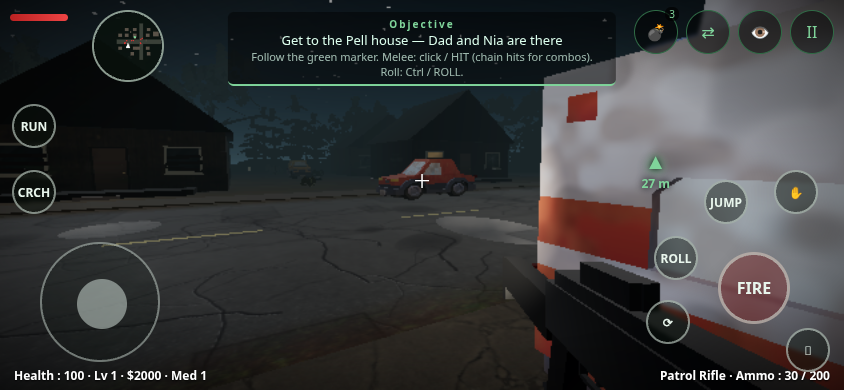 Objective
Get to the Pell house — Dad and Nia are there
Follow the green marker. Melee: click / HIT (chain hits for combos).
Roll: Ctrl / ROLL.
3
II
RUN
CRCH
27 m
JUMP
ROLL
FIRE
Health : 100 · Lv 1 · $2000 · Med 1
Patrol Rifle · Ammo : 30 / 200